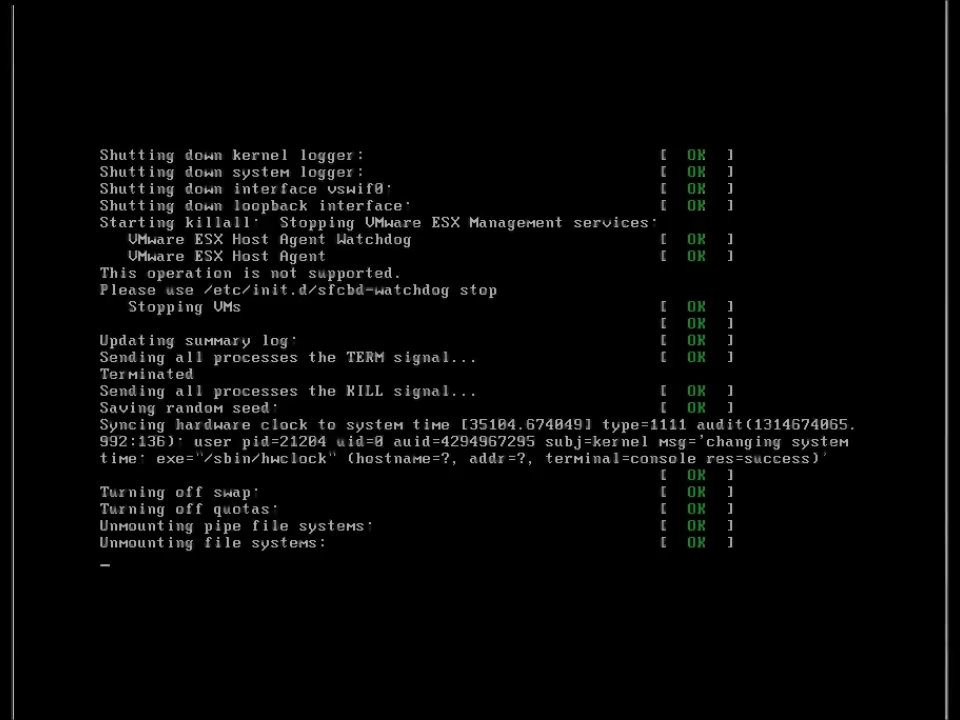 Shutting down kernel logger: [ OK ]
Shutting down system logger: [ OK ]
Shutting down interface vswif0: [ OK ]
Shutting down loopback interface: [ OK ]
Starting killall: Stopping VMware ESX Management services:
VMware ESX Host Agent Watchdog [ OK ]
VMware ESX Host Agent [ OK ]
This operation is not supported.
Please use /etc/init.d/sfcbd-watchdog stop
Stopping VMs [ OK ]
[ OK ]
Updating summary log: [ OK ]
Sending all processes the TERM signal... [ OK ]
Terminated
Sending all processes the KILL signal... [ OK ]
Saving random seed: [ OK ]
Syncing hardware clock to system time [35104.674049] type=1111 audit(1314674065.
992:136): user pid=21204 uid=0 auid=4294967295 subj=kernel msg='changing system
time: exe="/sbin/hwclock" (hostname=?, addr=?, terminal=console res=success)'
[ OK ]
Turning off swap: [ OK ]
Turning off quotas: [ OK ]
Unmounting pipe file systems: [ OK ]
Unmounting file systems: [ OK ]
_